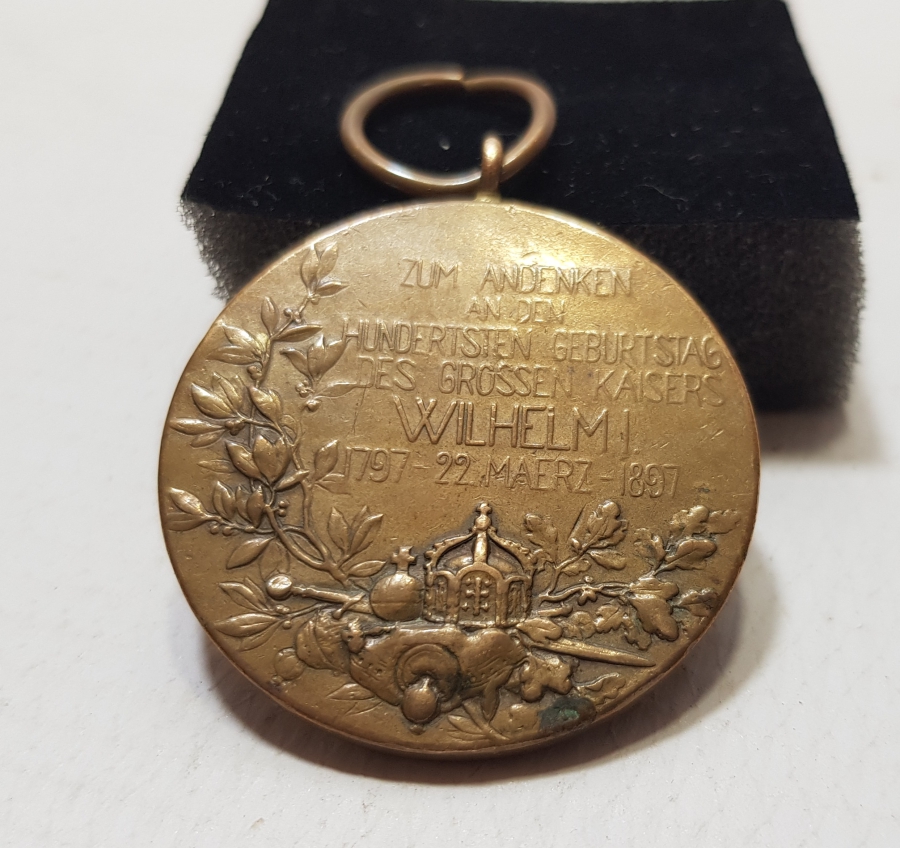 ZUM ANDENKEN
AN DEN
HUNDERTSTEN GEBURTSTAG
DES GROSSEN KAISERS
WILHELM I.
1797 - 22. MAERZ - 1897